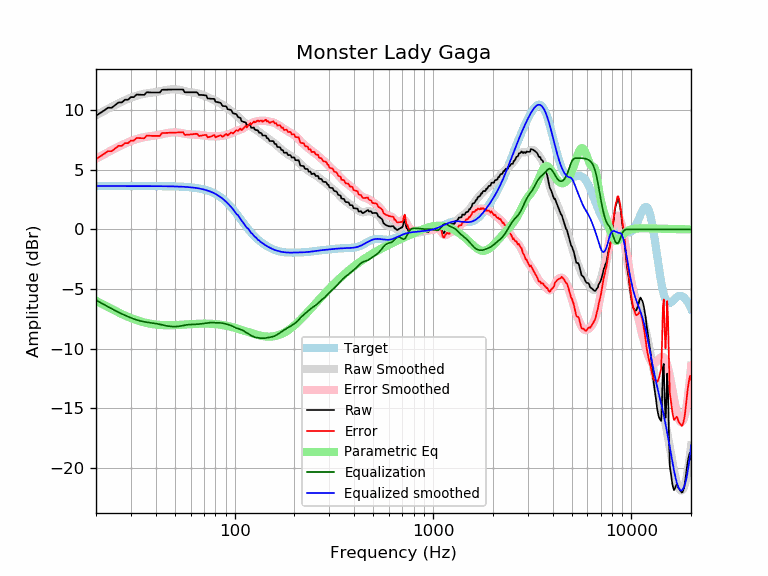 Monster Lady Gaga
10
5
0
−5
−10
−15
−20
Amplitude (dBr)
Target
Raw Smoothed
Error Smoothed
Raw
Error
Parametric Eq
Equalization
Equalized smoothed
100 1000 10000
Frequency (Hz)